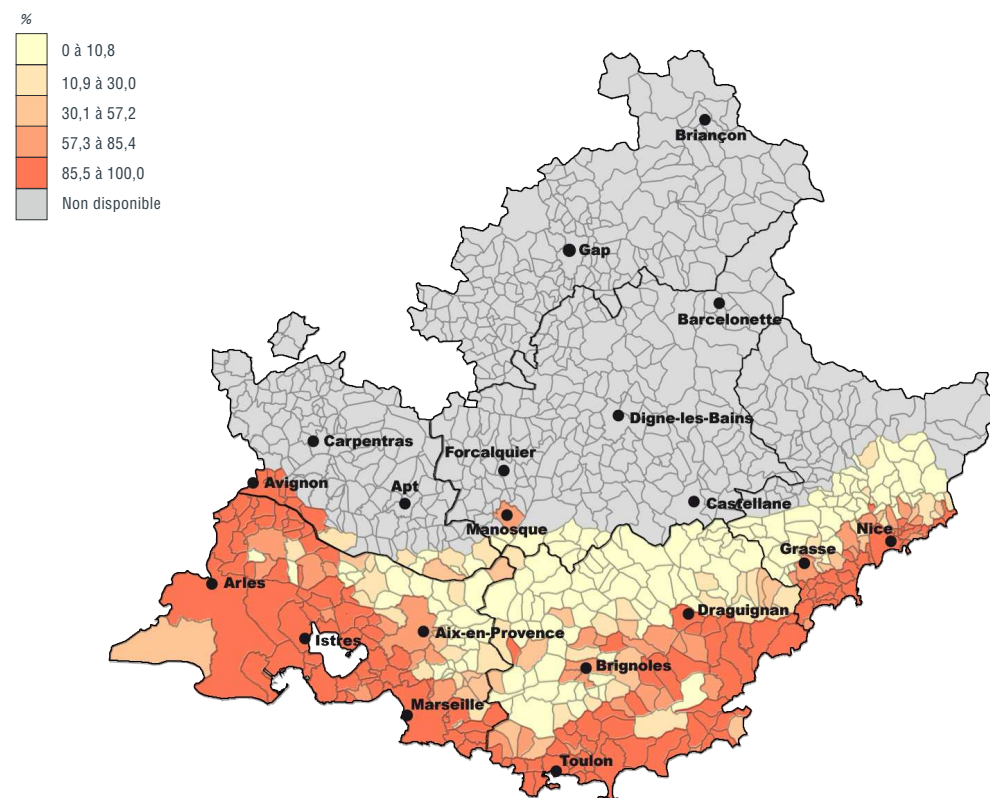 %
0 à 10,8
10,9 à 30,0
30,1 à 57,2
57,3 à 85,4
85,5 à 100,0
Non disponible
Briançon
Gap
Barcelonette
Digne-les-Bains
Carpentras
Forcalquier
Avignon
Apt
Castellane
Manosque
Nice
Grasse
Arles
Draguignan
Istres
Aix-en-Provence
Brignoles
Marseille
Toulon